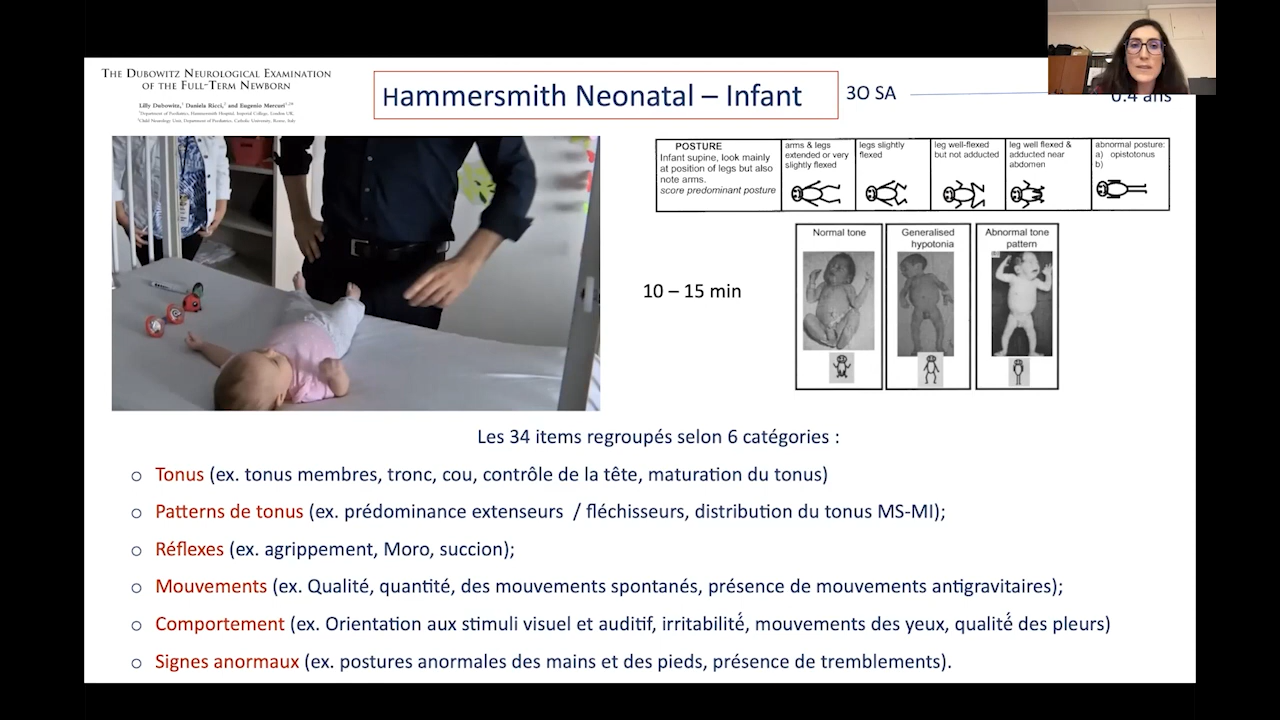 THE DUBOWITZ NEUROLOGICAL EXAMINATION
OF THE FULL-TERM NEWBORN
Lilly Dubowitz,¹ Daniela Ricci,² and Eugenio Mercuri
Hammersmith Neonatal – Infant
3O SA
0.4 ans
POSTURE
Infant supine, look mainly
at position of legs but also
note arms.
score predominant posture
arms & legs
extended or very
slightly flexed
legs slightly
flexed
leg well-flexed
but not adducted
leg well flexed &
adducted near
abdomen
abnormal posture:
a) opistotonus
b)
Normal tone
Generalised
hypotonia
Abnormal tone
pattern
10 – 15 min
Les 34 items regroupés selon 6 catégories :
o Tonus (ex. tonus membres, tronc, cou, contrôle de la tête, maturation du tonus)
o Patterns de tonus (ex. prédominance extenseurs / fléchisseurs, distribution du tonus MS-MI);
o Réflexes (ex. agrippement, Moro, succion);
o Mouvements (ex. Qualité, quantité, des mouvements spontanés, présence de mouvements antigravitaires);
o Comportement (ex. Orientation aux stimuli visuel et auditif, irritabilité, mouvements des yeux, qualité des pleurs)
o Signes anormaux (ex. postures anormales des mains et des pieds, présence de tremblements).